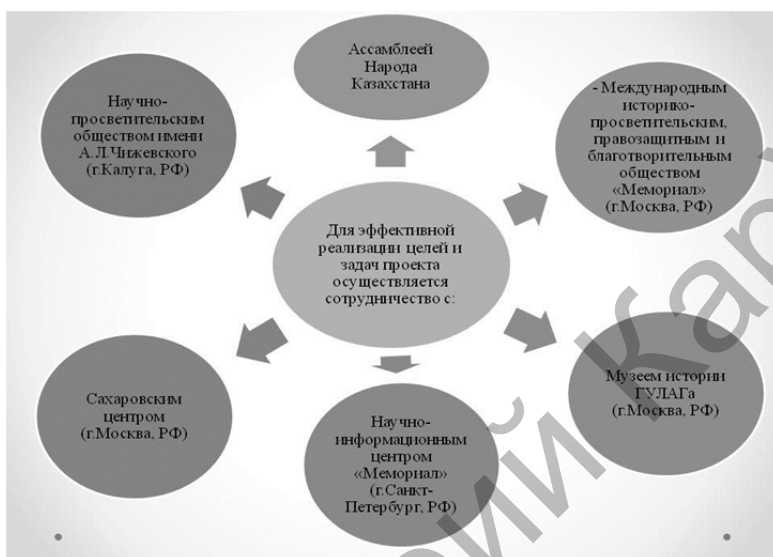 Ассамблеей
Народа
Казахстана
Научно-
просветительским
обществом имени
А.Л.Чижевского
(г.Калуга, РФ)
- Международным
историко-
просветительским,
правозащитным и
благотворительным
обществом
«Мемориал»
(г.Москва, РФ)
Для эффективной
реализации целей и
задач проекта
осуществляется
сотрудничество с:
Сахаровским
центром
(г.Москва, РФ)
Научно-
информационным
центром
«Мемориал»
(г.Санкт-
Петербург, РФ)
Музеем истории
ГУЛАГа
(г.Москва, РФ)